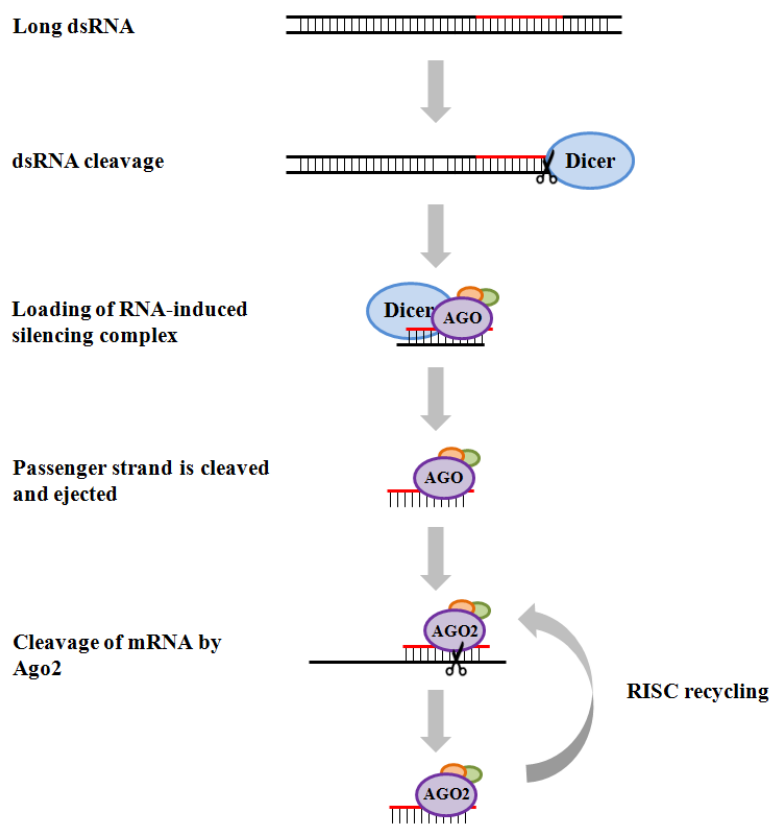 Long dsRNA
dsRNA cleavage
Dicer
Loading of RNA-induced
silencing complex
Dicer
AGO
Passenger strand is cleaved
and ejected
AGO
Cleavage of mRNA by
Ago2
AGO2
RISC recycling
AGO2